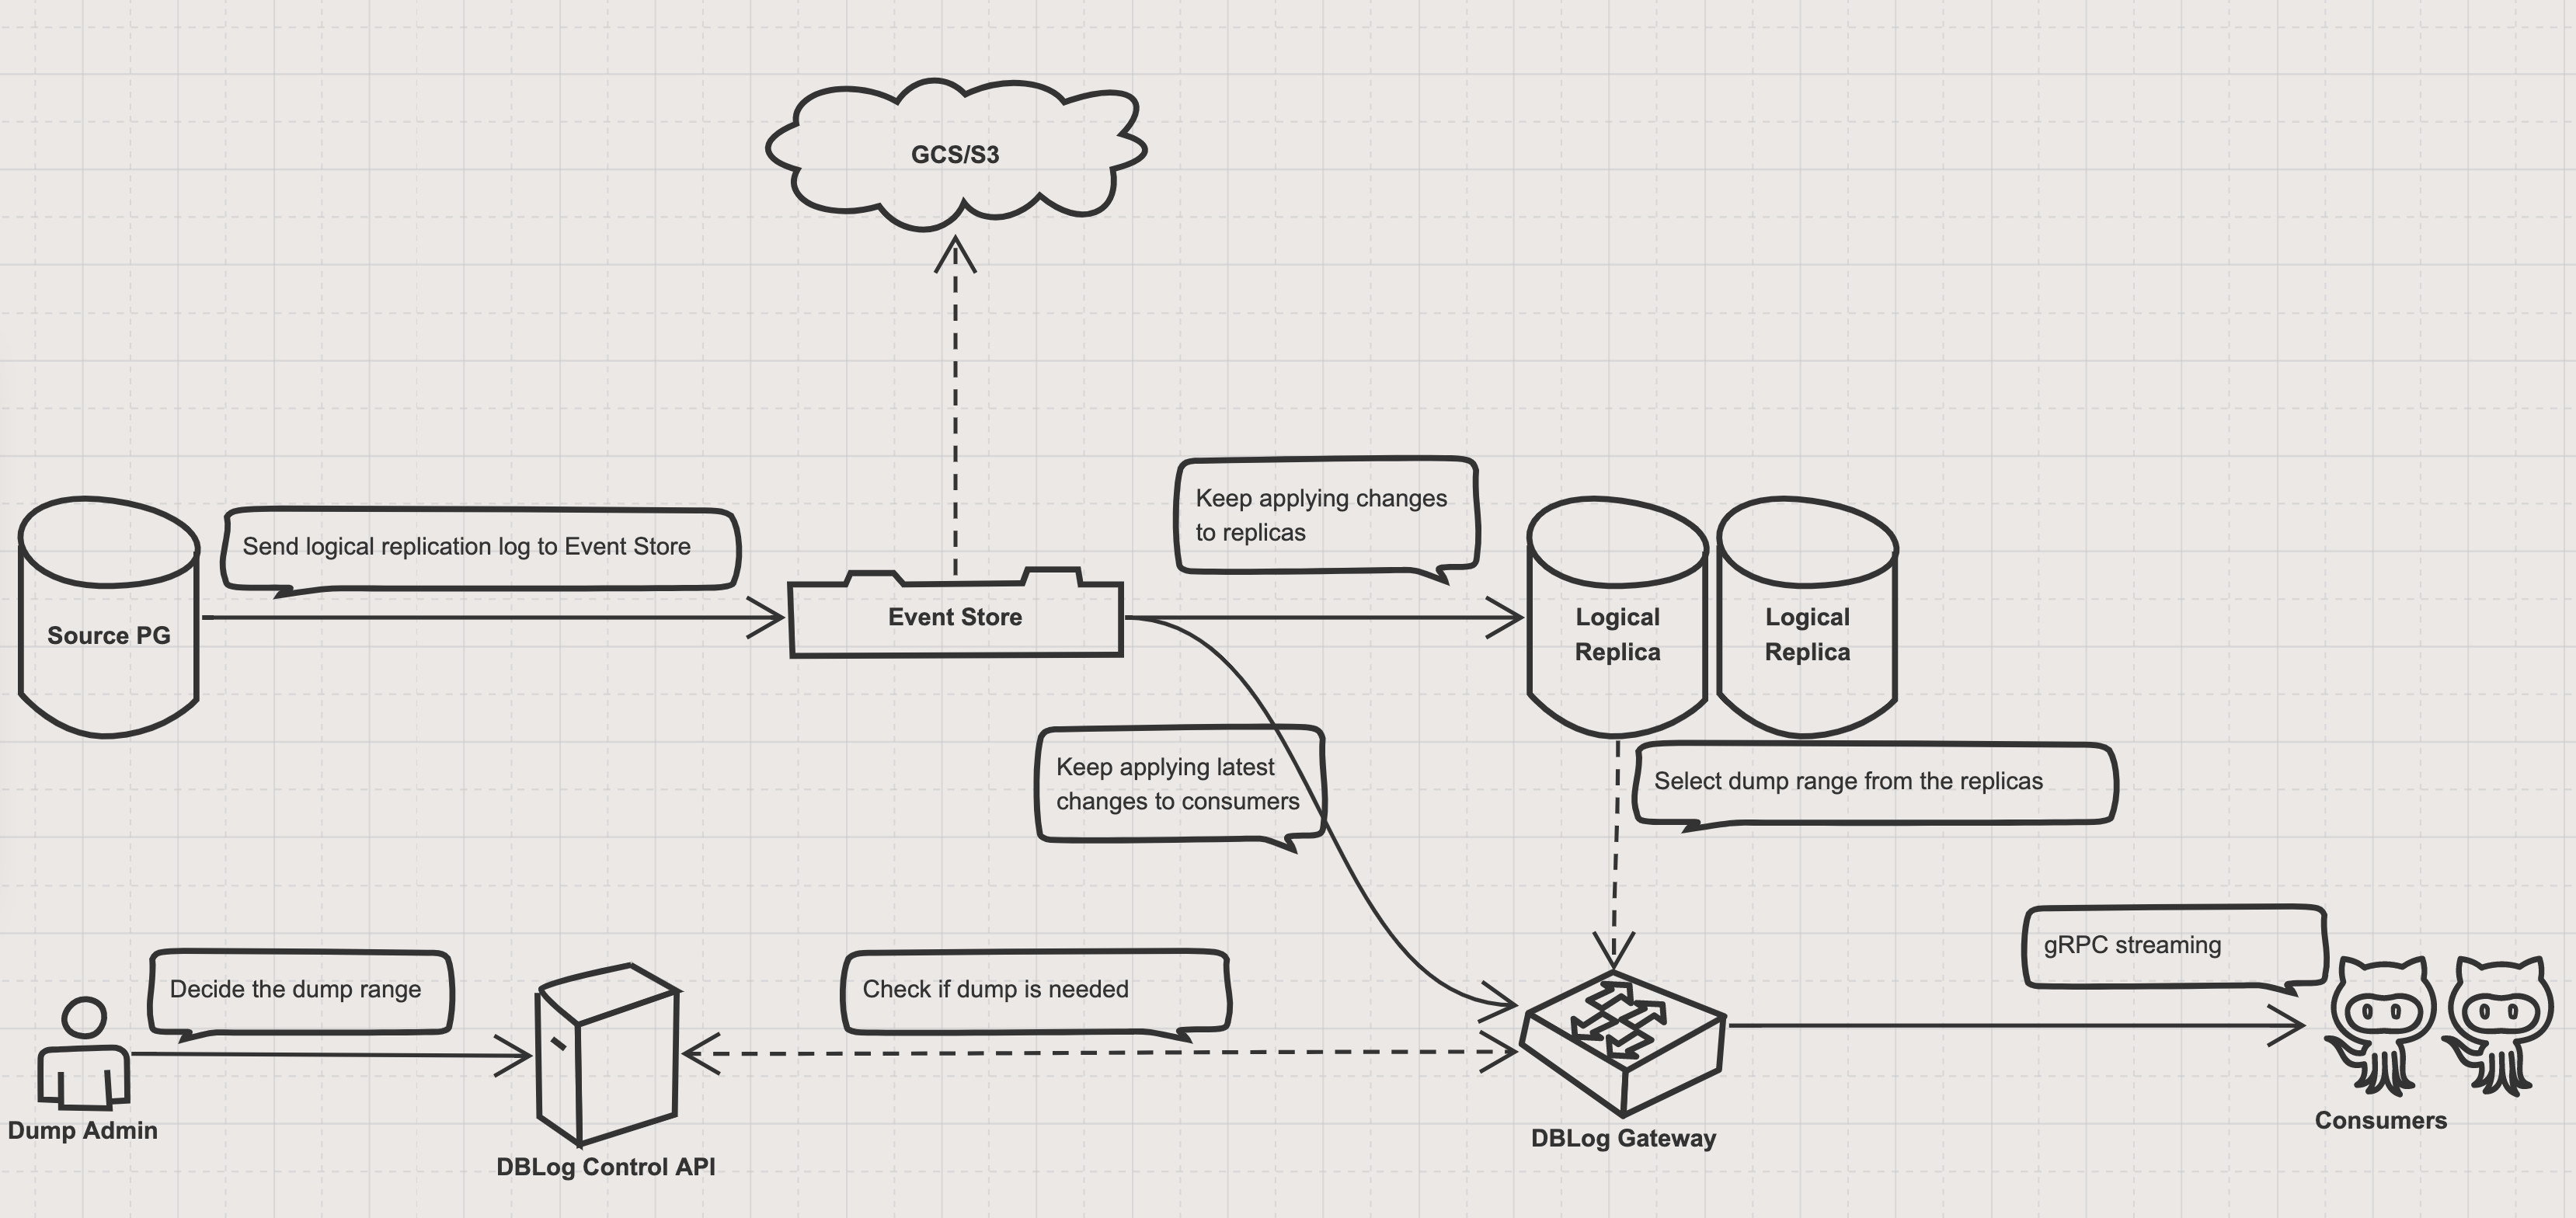 GCS/S3
Keep applying changes
to replicas
Send logical replication log to Event Store
Source PG
Event Store
Logical
Replica
Logical
Replica
Keep applying latest
changes to consumers
Select dump range from the replicas
gRPC streaming
Decide the dump range
Check if dump is needed
Dump Admin
DBLog Control API
DBLog Gateway
Consumers